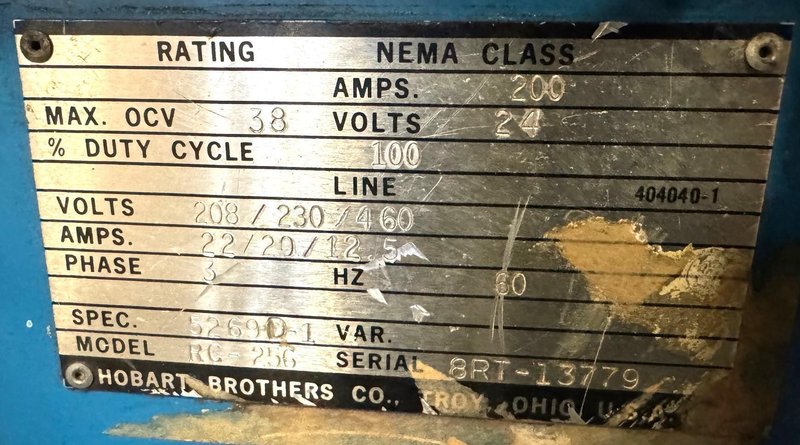 RATING NEMA CLASS
AMPS. 200
MAX. OCV 38 VOLTS 24
% DUTY CYCLE 100
LINE 404040-1
VOLTS 208/230/460
AMPS. 22/20/12.5
PHASE 3 HZ 60
SPEC. VAR.
MODEL RC-256 SERIAL 8RT-13779
HOBART BROTHERS CO., TROY, OHIO, U.S.A.